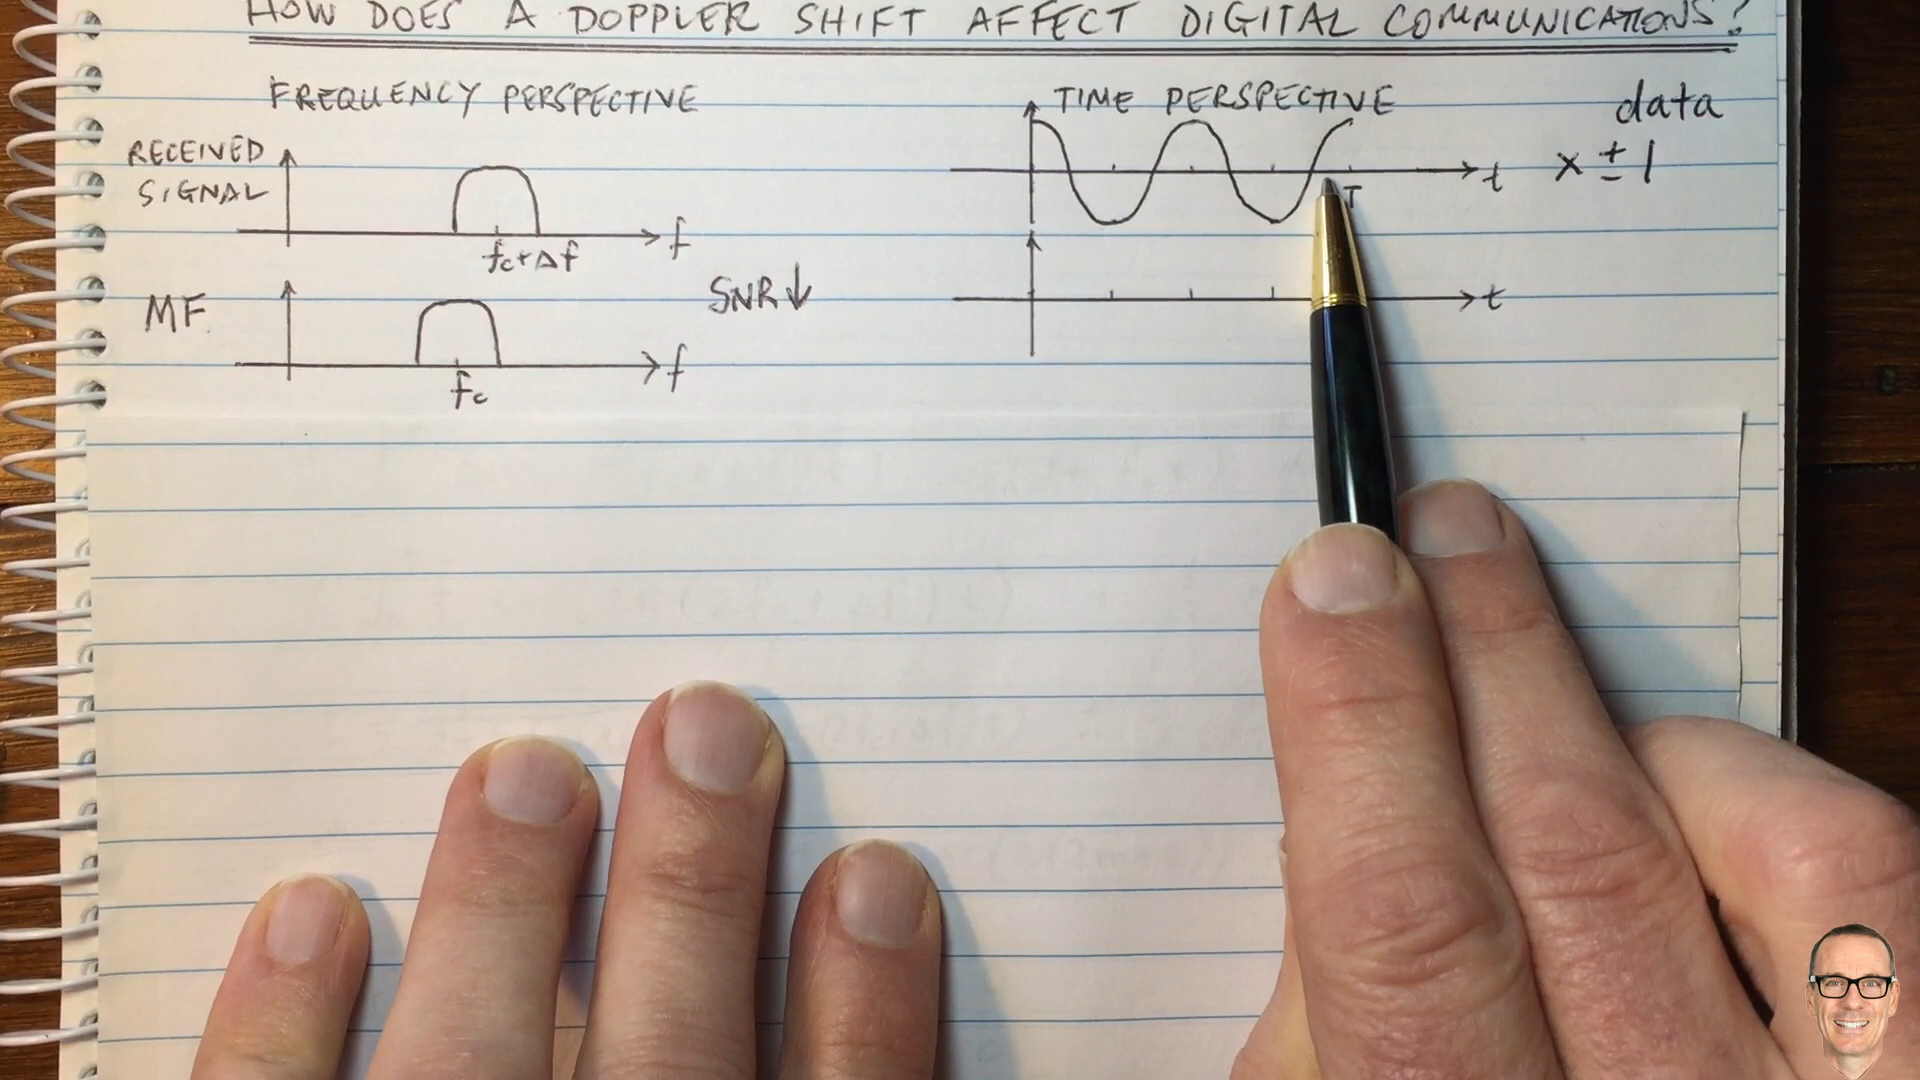 HOW DOES A DOPPLER SHIFT AFFECT DIGITAL COMMUNICATIONS?
FREQUENCY PERSPECTIVE
RECEIVED
SIGNAL
f
fc+Δf
MF
SNR↓
f
fc
TIME PERSPECTIVE
data
t
x ± 1
T
t